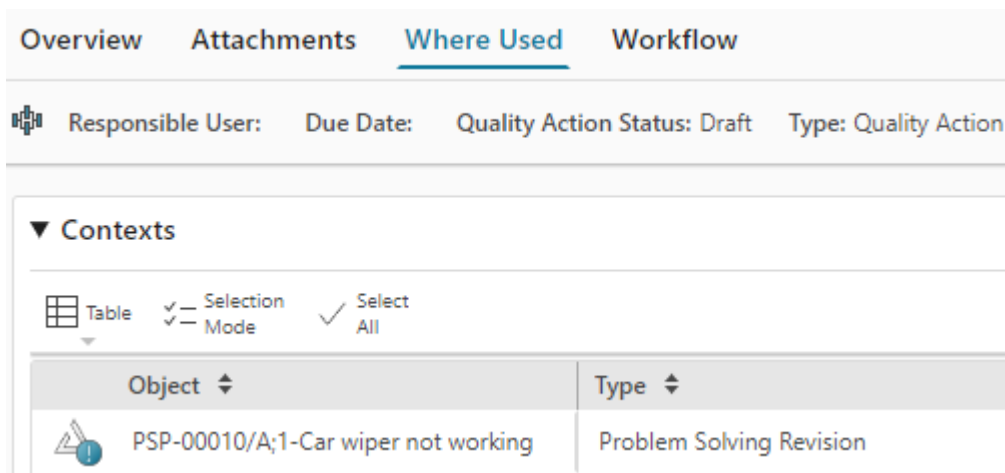 Overview Attachments Where Used Workflow
Responsible User: Due Date: Quality Action Status: Draft Type: Quality Action
Contexts
Table Selection Mode Select All
Object Type
PSP-00010/A;1-Car wiper not working Problem Solving Revision